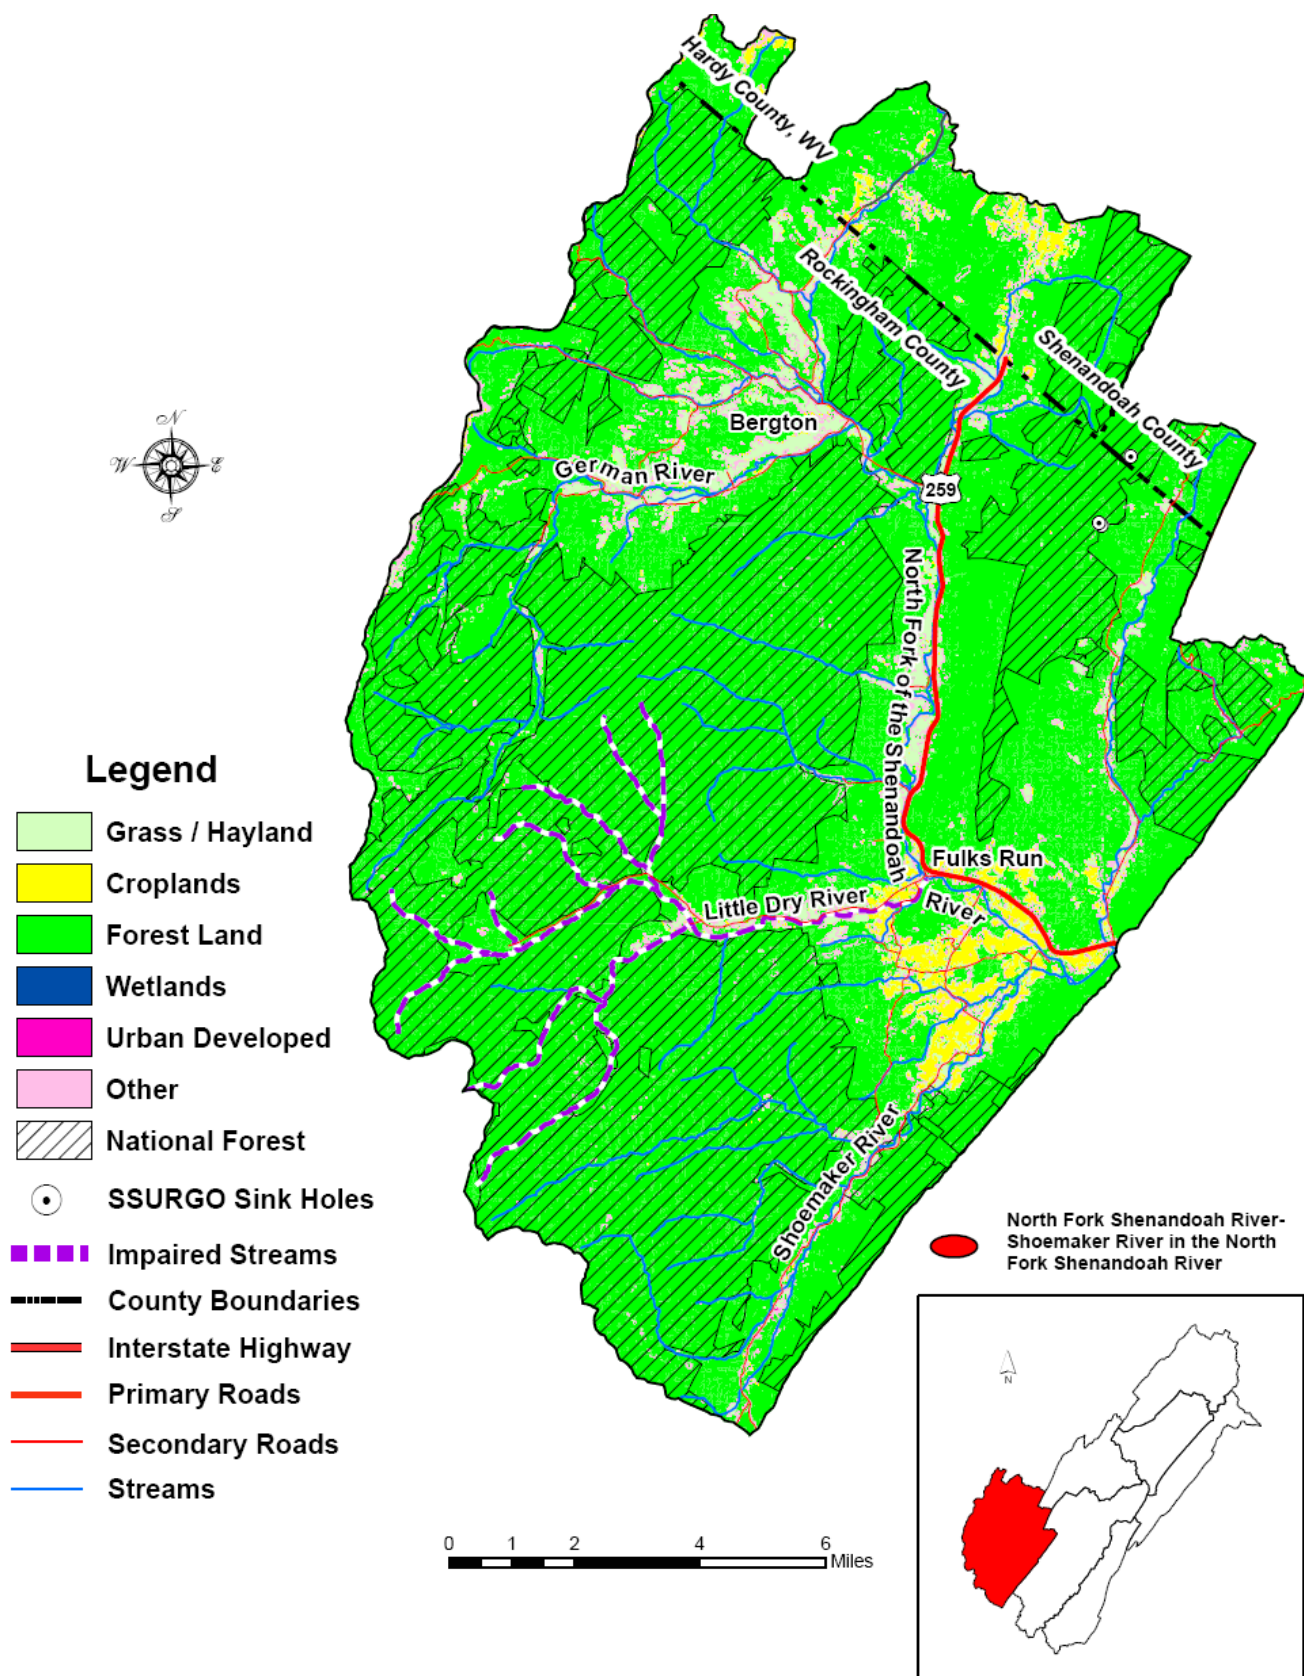 Hardy County, WV
Rockingham County
Shenandoah County
Bergton
German River
259
North Fork of the Shenandoah
River
Fulks Run
Little Dry River
Shoemaker River
N
W
E
S
Legend
Grass / Hayland
Croplands
Forest Land
Wetlands
Urban Developed
Other
National Forest
SSURGO Sink Holes
Impaired Streams
County Boundaries
Interstate Highway
Primary Roads
Secondary Roads
Streams
0 1 2 4 6
Miles
North Fork Shenandoah River-
Shoemaker River in the North
Fork Shenandoah River
N